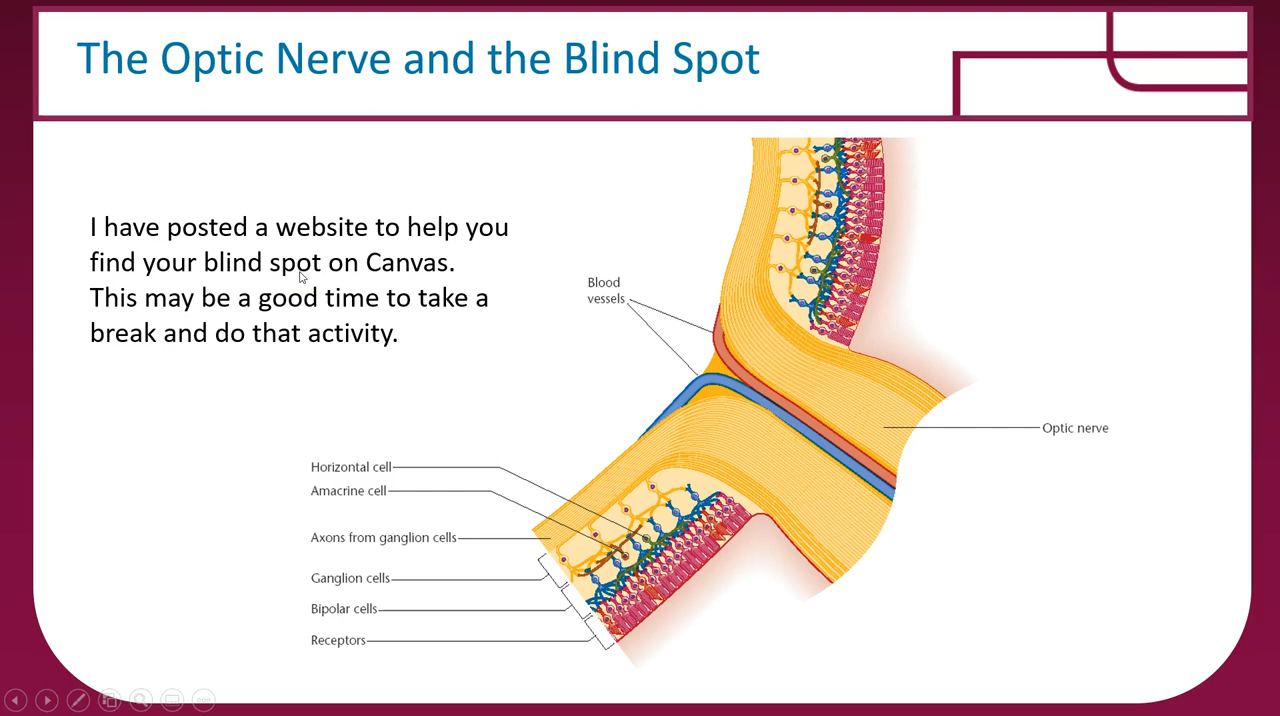 The Optic Nerve and the Blind Spot
I have posted a website to help you
find your blind spot on Canvas.
This may be a good time to take a
break and do that activity.
Blood
vessels
Optic nerve
Horizontal cell
Amacrine cell
Axons from ganglion cells
Ganglion cells
Bipolar cells
Receptors